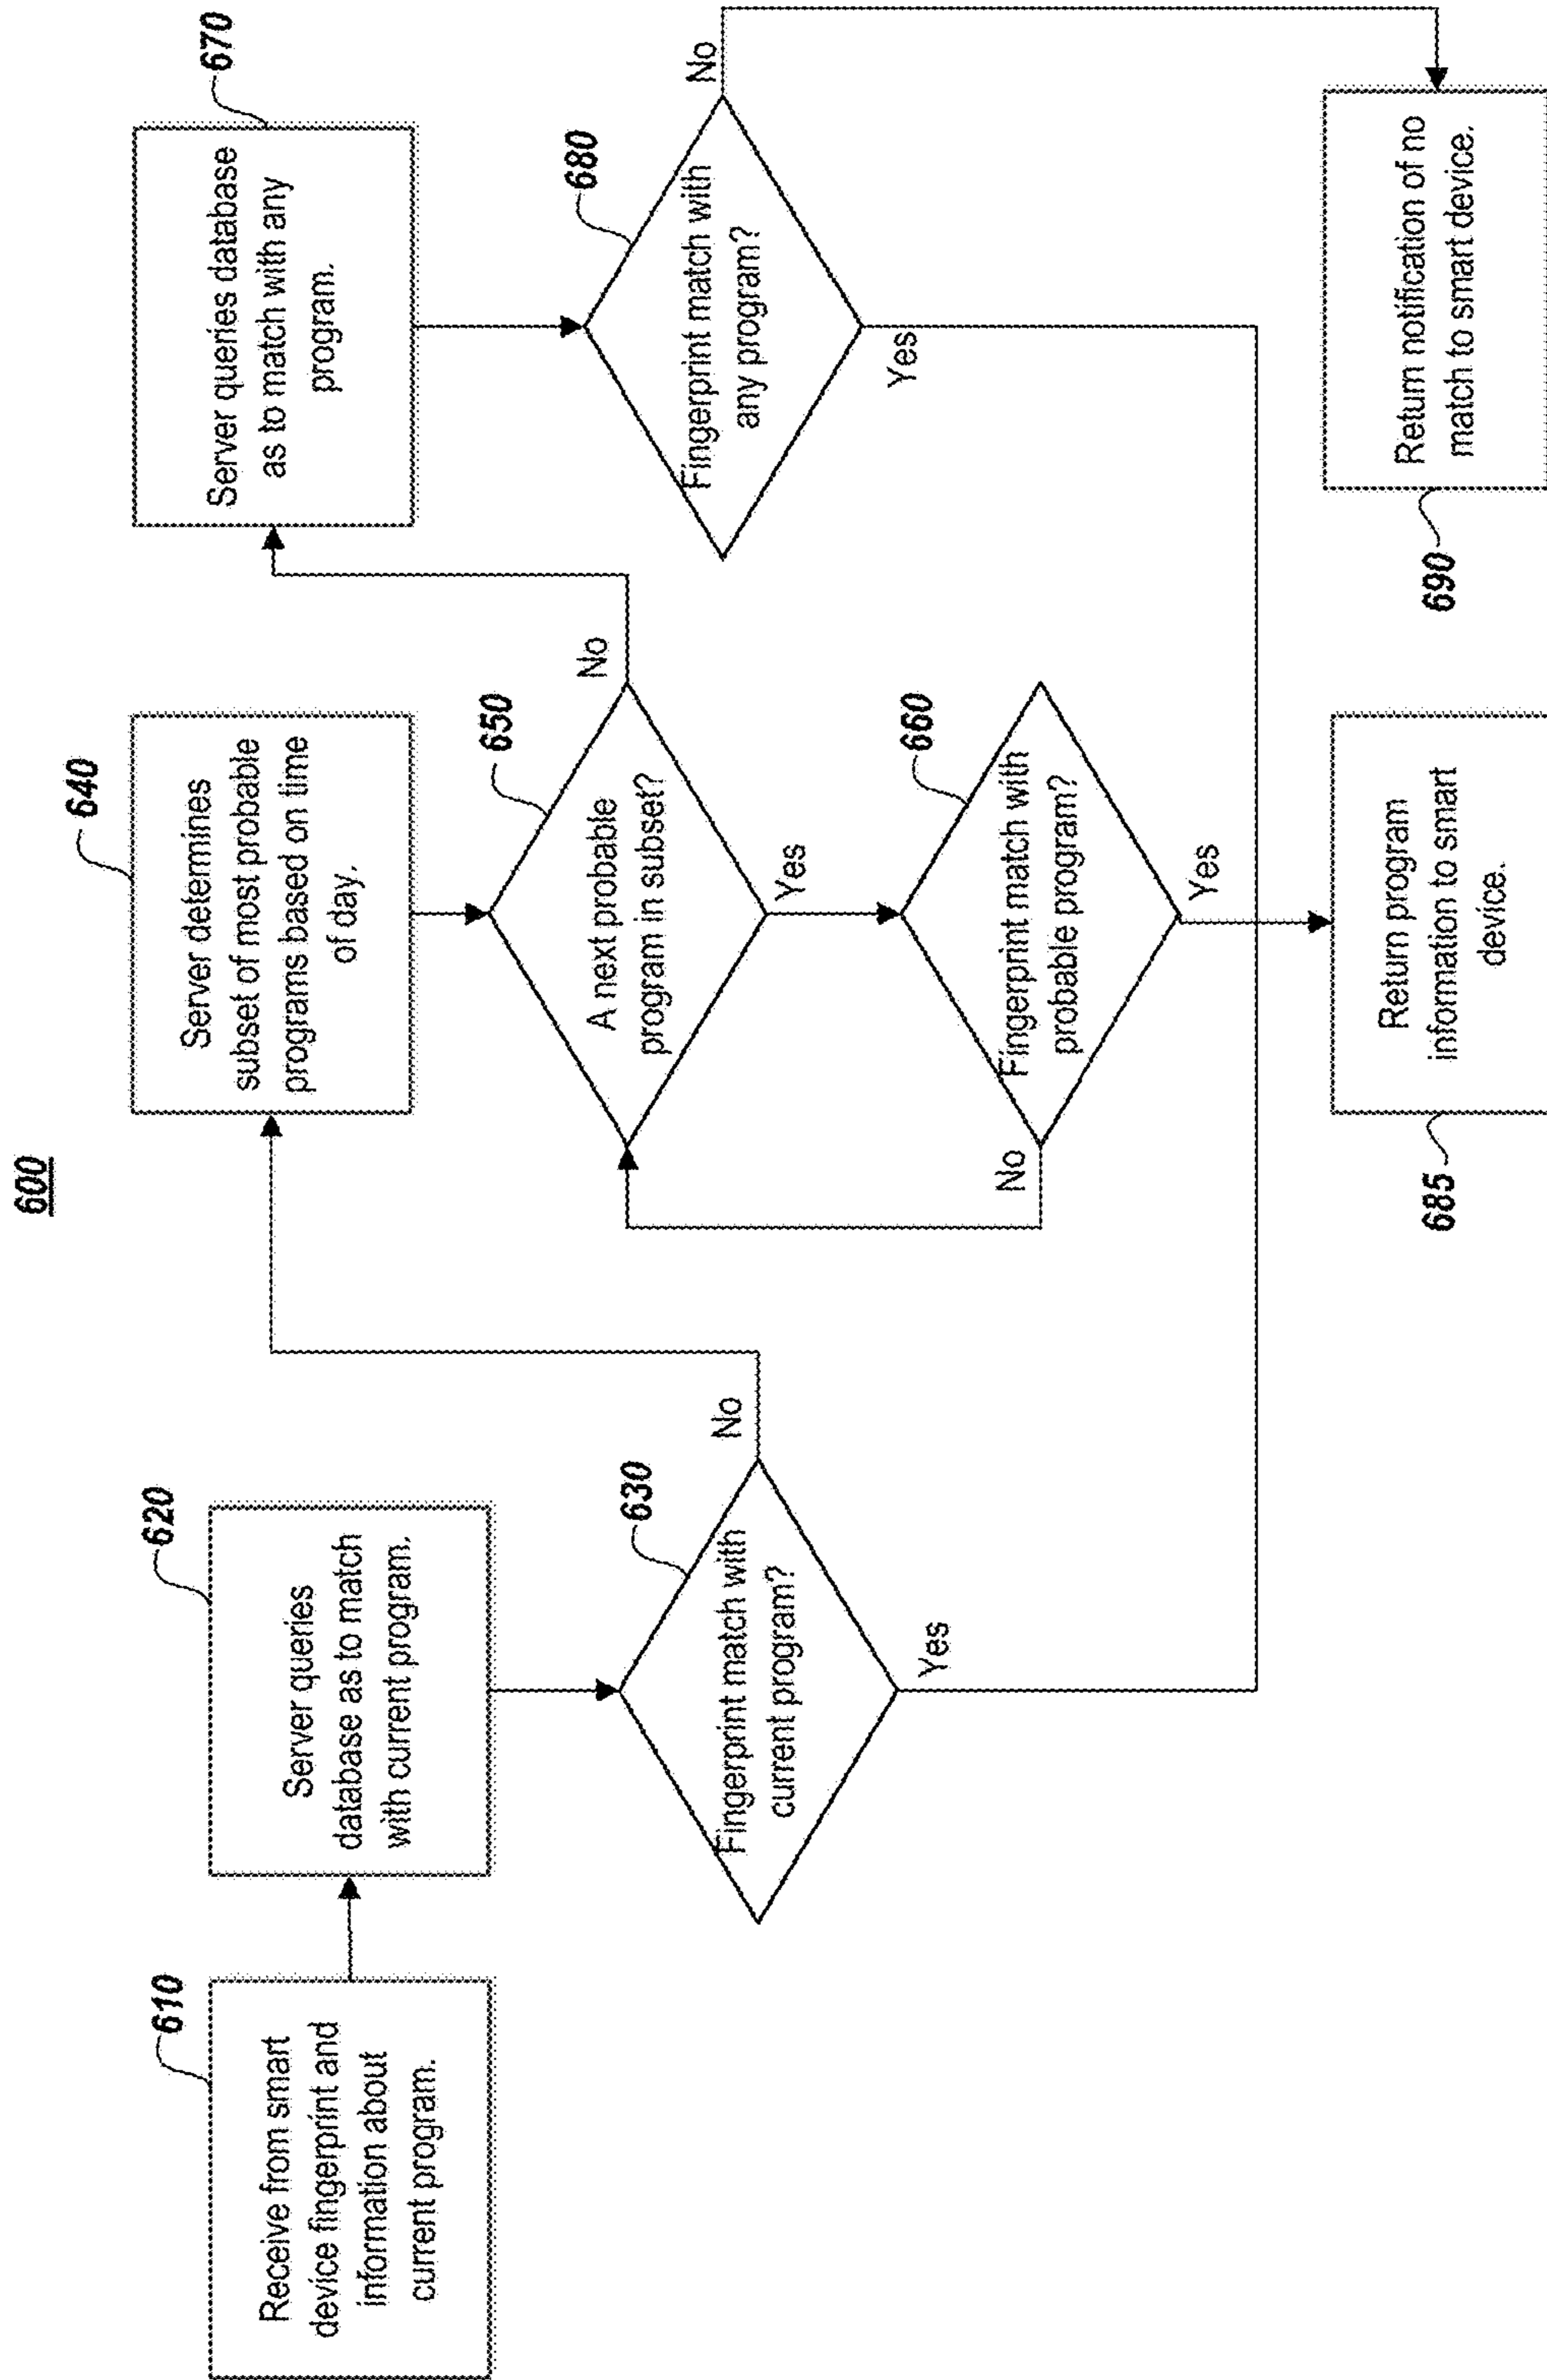 600
610
Receive from smart
device fingerprint and
information about
current program.
620
Server queries
database as to match
with current program.
630
Fingerprint match with
current program?
No
Yes
640
Server determines
subset of most probable
programs based on time
of day.
650
A next probable
program in subset?
No
Yes
660
Fingerprint match with
probable program?
No
Yes
670
Server queries database
as to match with any
program.
680
Fingerprint match with
any program?
No
Yes
685
Return program
information to smart
device.
690
Return notification of no
match to smart device.